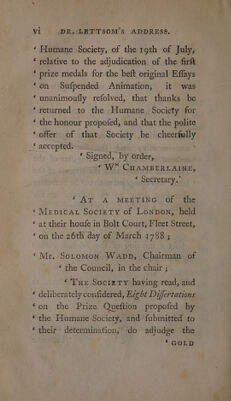 vi DR. LETTSOM'S ADDRESS.
‘ Humane Society, of the 19th of July,
‘ relative to the adjudication of the firſt
‘ prize medals for the beſt original Eſſays
‘ on Suſpended Animation, it was
‘ unanimouſly reſolved, that thanks be
‘ returned to the Humane Society for
‘ the honour propoſed, and that the polite
‘ offer of that Society be cheerfully
‘ accepted.
‘ Signed, by order,
‘ Wᵐ CHAMBERLAINE,
‘ Secretary.’
‘ AT A MEETING of the
‘ MEDICAL SOCIETY of LONDON, held
‘ at their houſe in Bolt Court, Fleet Street,
‘ on the 26th day of March 1788 ;
‘ Mr. SOLOMON WADD, Chairman of
‘ the Council, in the chair ;
‘ THE SOCIETY having read, and
‘ deliberately conſidered, Eight Diſſertations
‘ on the Prize Queſtion propoſed by
‘ the Humane Society, and ſubmitted to
‘ their determination, do adjudge the
‘ GOLD